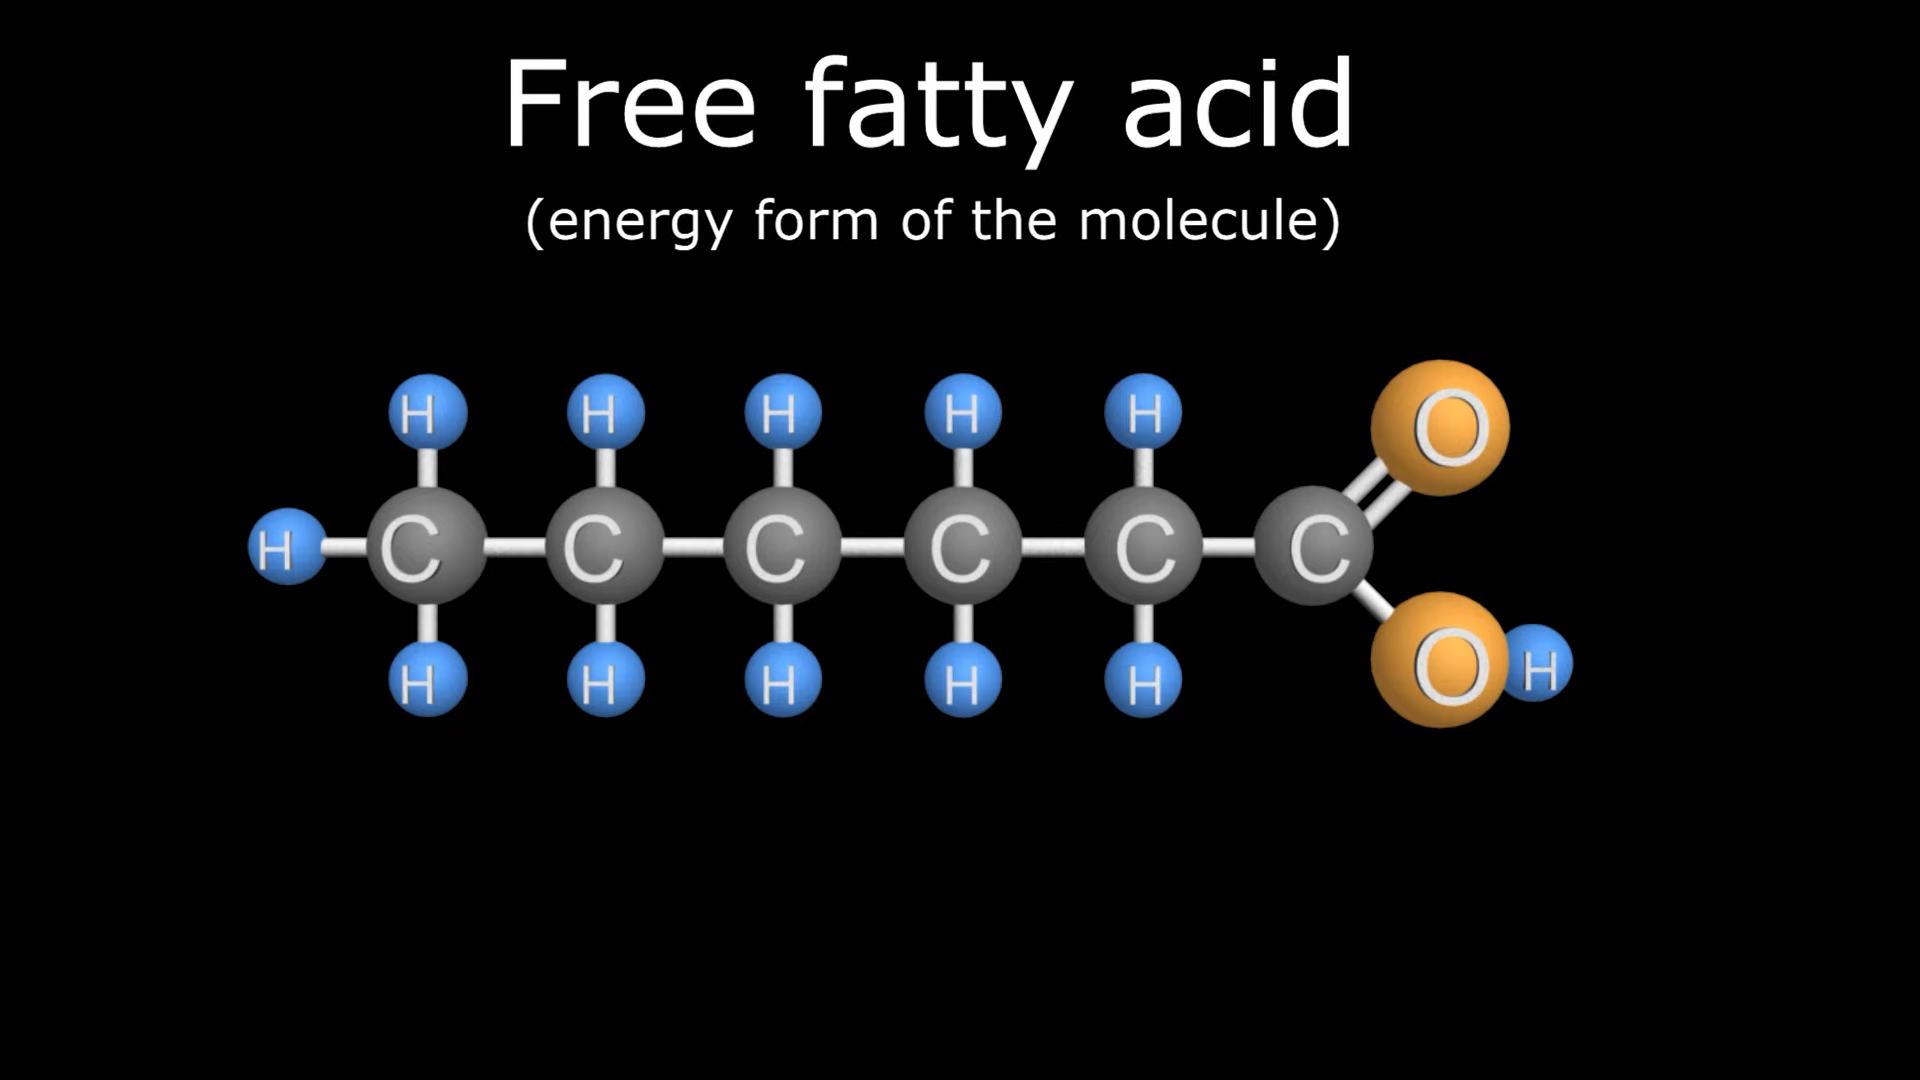 Free fatty acid
(energy form of the molecule)
H H H H H O
H C C C C C C
H H H H H O H